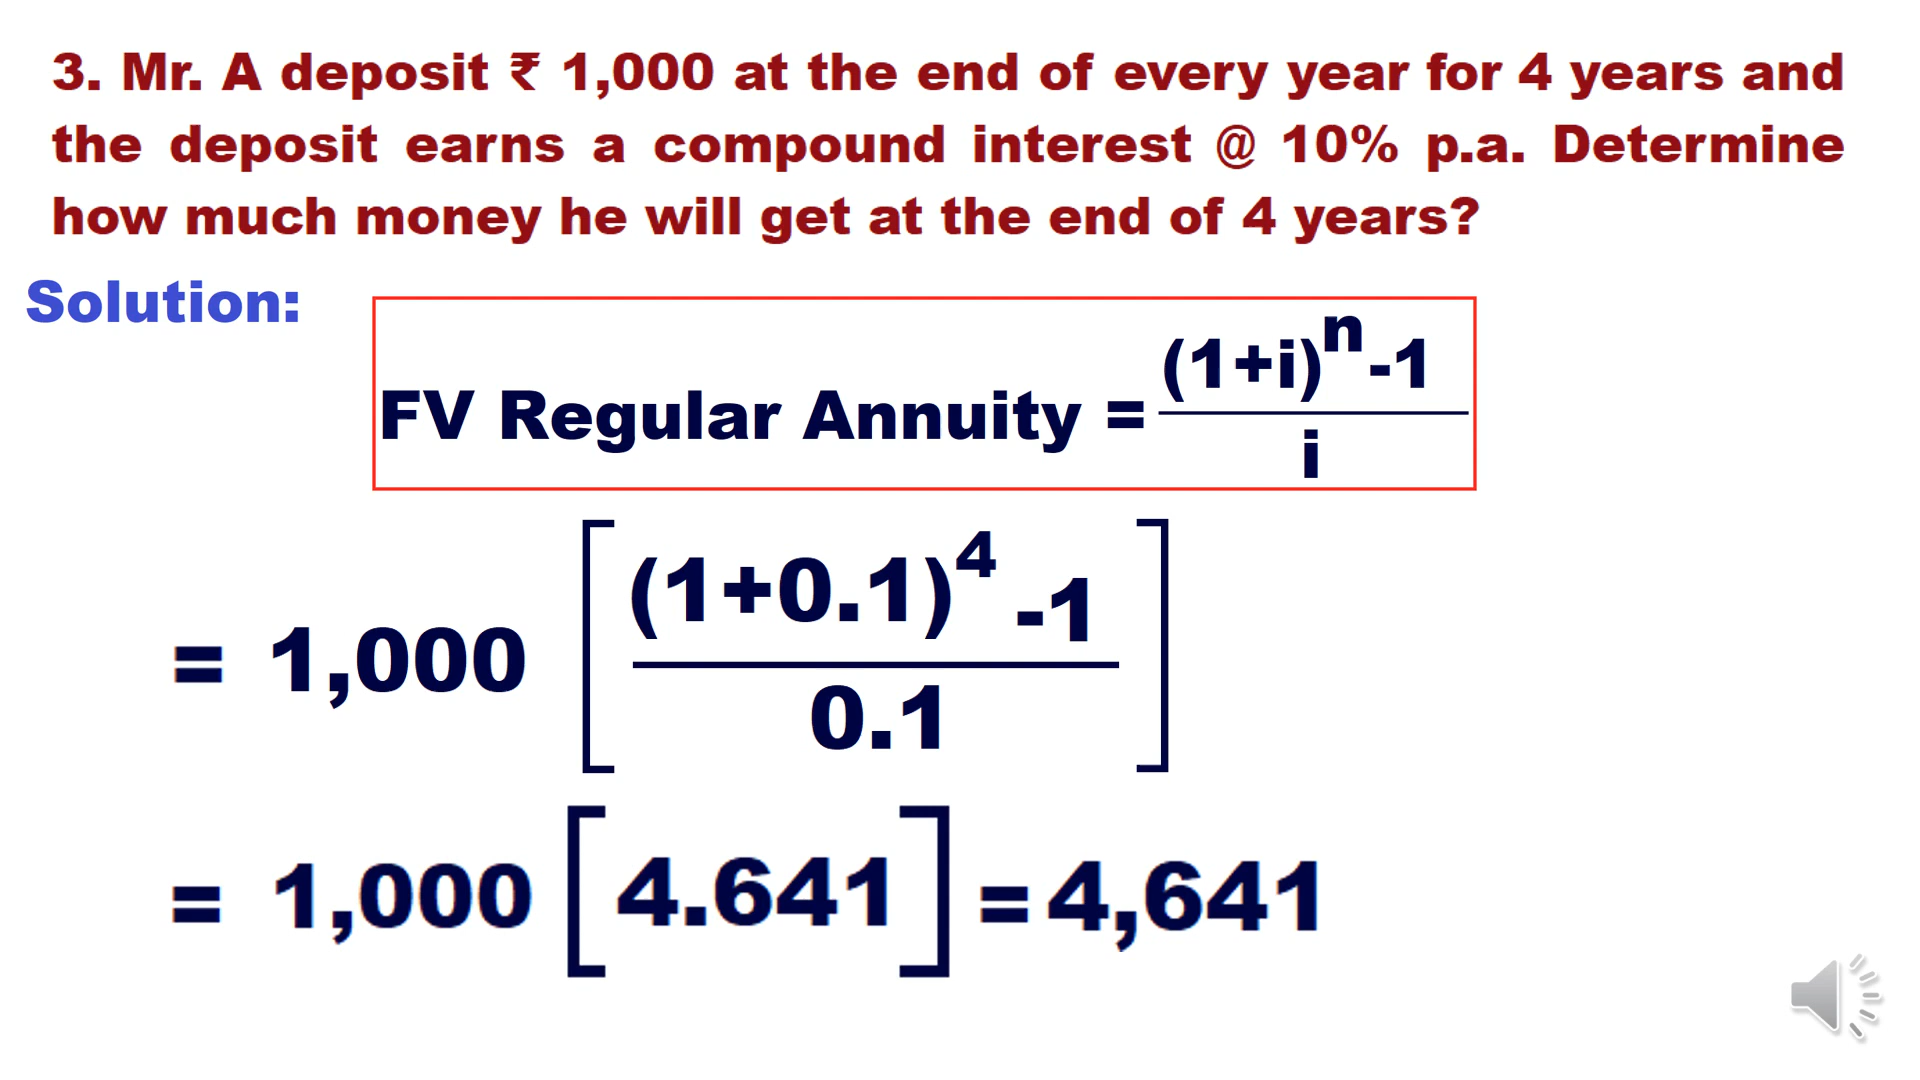 3. Mr. A deposit ₹ 1,000 at the end of every year for 4 years and
the deposit earns a compound interest @ 10% p.a. Determine
how much money he will get at the end of 4 years?
Solution:
FV Regular Annuity = (1+i)^n-1 / i
= 1,000 [(1+0.1)^4 -1 / 0.1]
= 1,000 [4.641] = 4,641